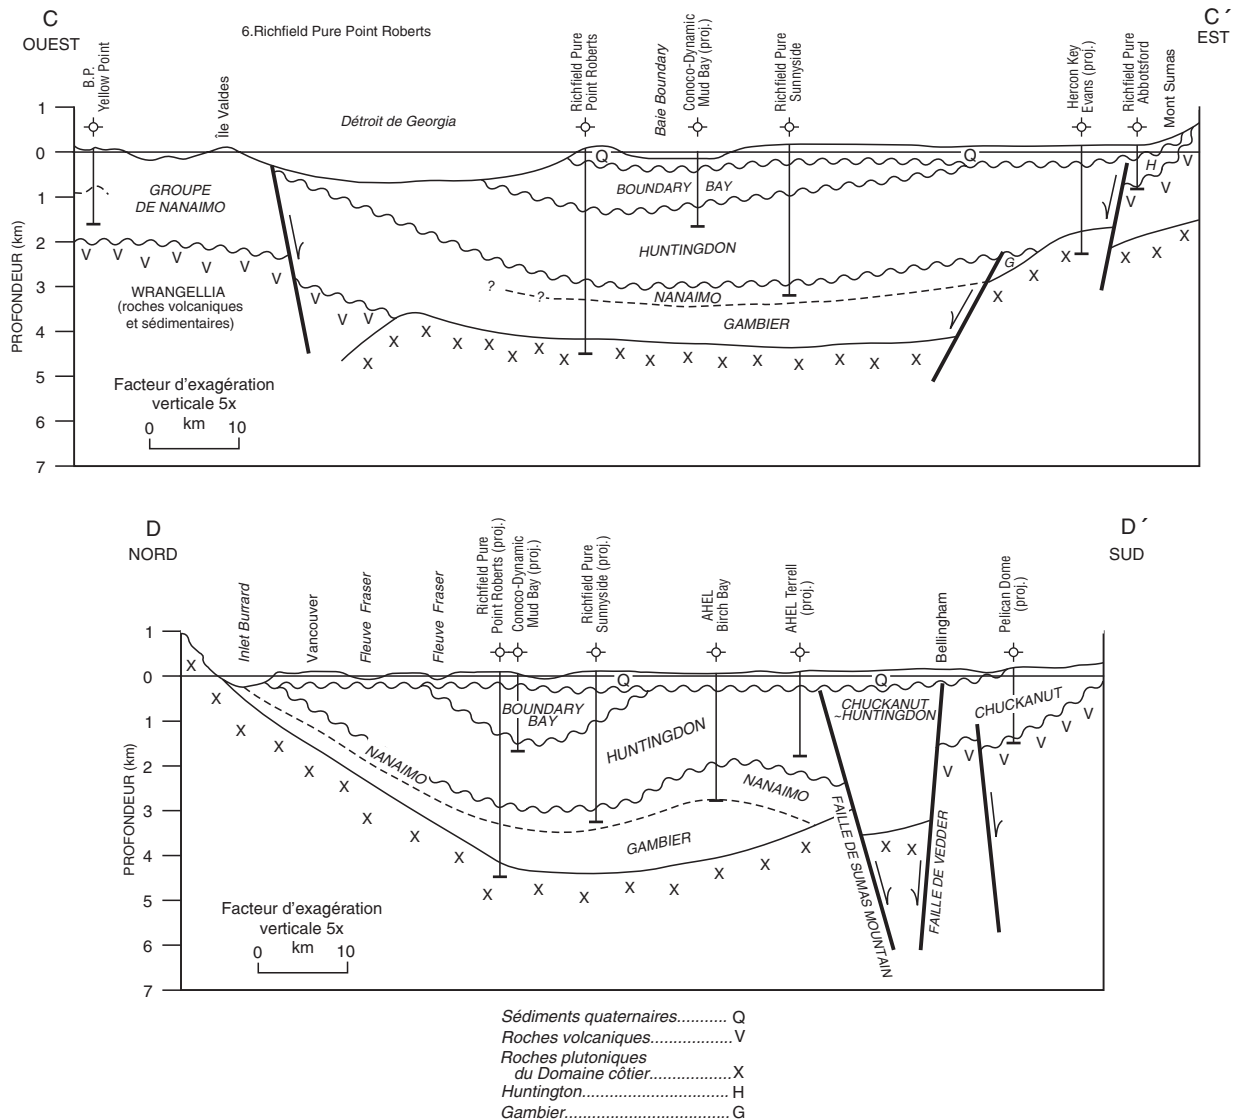 C
OUEST
6.Richfield Pure Point Roberts
C´
EST
B.P.
Yellow Point
Île Valdes
Détroit de Georgia
Richfield Pure
Point Roberts
Baie Boundary
Conoco-Dynamic
Mud Bay (proj.)
Richfield Pure
Sunnyside
Hercon Key
Evans (proj.)
Richfield Pure
Abbotsford
Mont Sumas
PROFONDEUR (km)
1
0
1
2
3
4
5
6
7
Q
Q
H
V
V
V
GROUPE
DE NANAIMO
BOUNDARY BAY
HUNTINGDON
NANAIMO
GAMBIER
G
? ?
V V V V V V V
V V V
WRANGELLIA
(roches volcaniques
et sédimentaires)
X X X X X X X X X X X X X X X X
X X X X X X
Facteur d'exagération
verticale 5x
km
0 10
D
NORD
D´
SUD
Inlet Burrard
Vancouver
Fleuve Fraser
Fleuve Fraser
Richfield Pure
Point Roberts (proj.)
Conoco-Dynamic
Mud Bay (proj.)
Richfield Pure
Sunnyside (proj.)
AHEL
Birch Bay
AHEL Terrell
(proj.)
Bellingham
Pelican Dome
(proj.)
PROFONDEUR (km)
1
0
1
2
3
4
5
6
7
Q
Q
BOUNDARY
BAY
HUNTINGDON
CHUCKANUT
~HUNTINGDON
CHUCKANUT
NANAIMO
NANAIMO
GAMBIER
FAILLE DE SUMAS MOUNTAIN
FAILLE DE VEDDER
V V V V V
X X X X X X X X X X X X X X X X X X X X
Facteur d'exagération
verticale 5x
km
0 10
Sédiments quaternaires........... Q
Roches volcaniques.................. V
Roches plutoniques
du Domaine côtier.................. X
Huntington................................ H
Gambier.................................... G